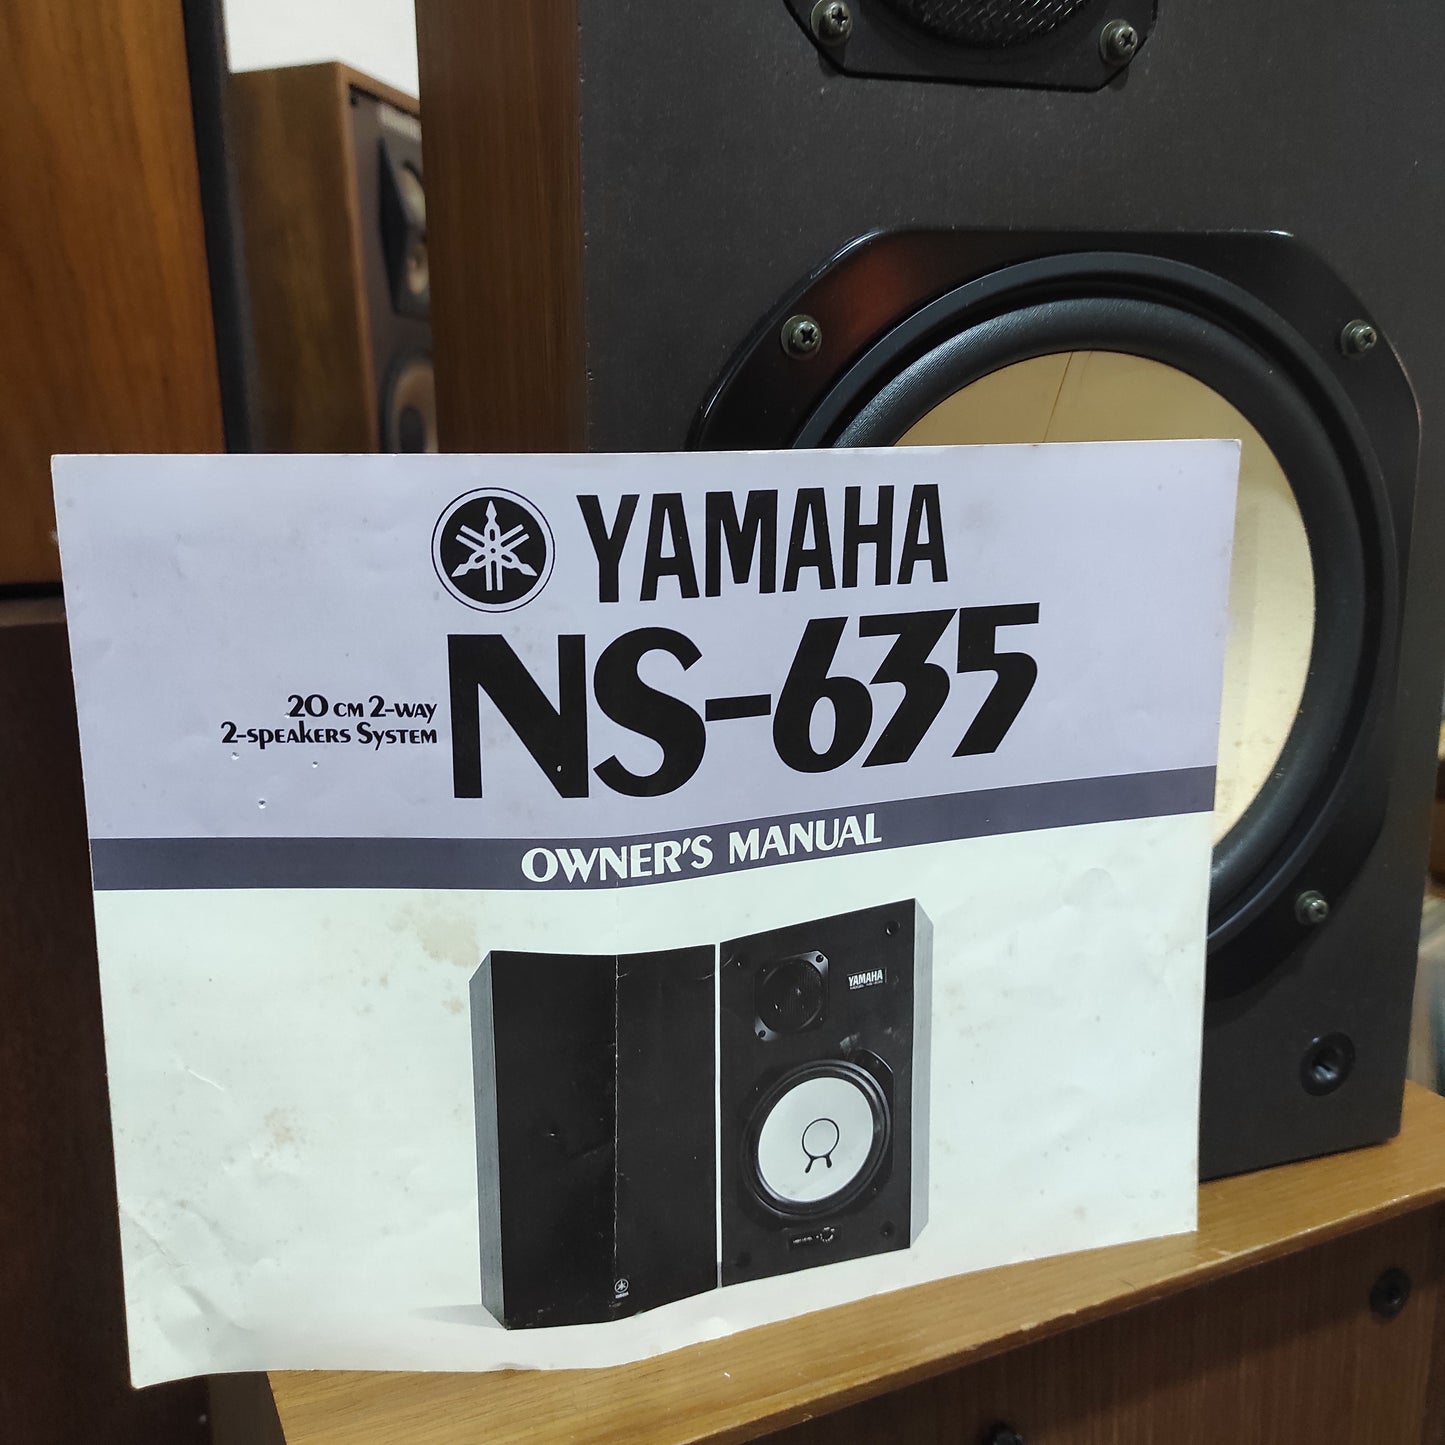 YAMAHA
NS-635
20 CM 2-WAY
2-SPEAKERS SYSTEM
OWNER'S MANUAL
YAMAHA